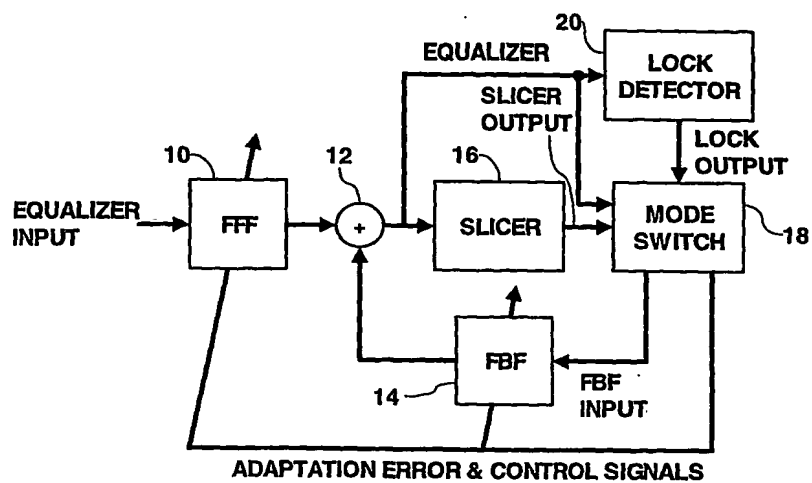 20
EQUALIZER
LOCK
DETECTOR
SLICER
OUTPUT
LOCK
OUTPUT
10
12
16
EQUALIZER
INPUT
FFF
+
SLICER
MODE
SWITCH
18
FBF
14
FBF
INPUT
ADAPTATION ERROR & CONTROL SIGNALS